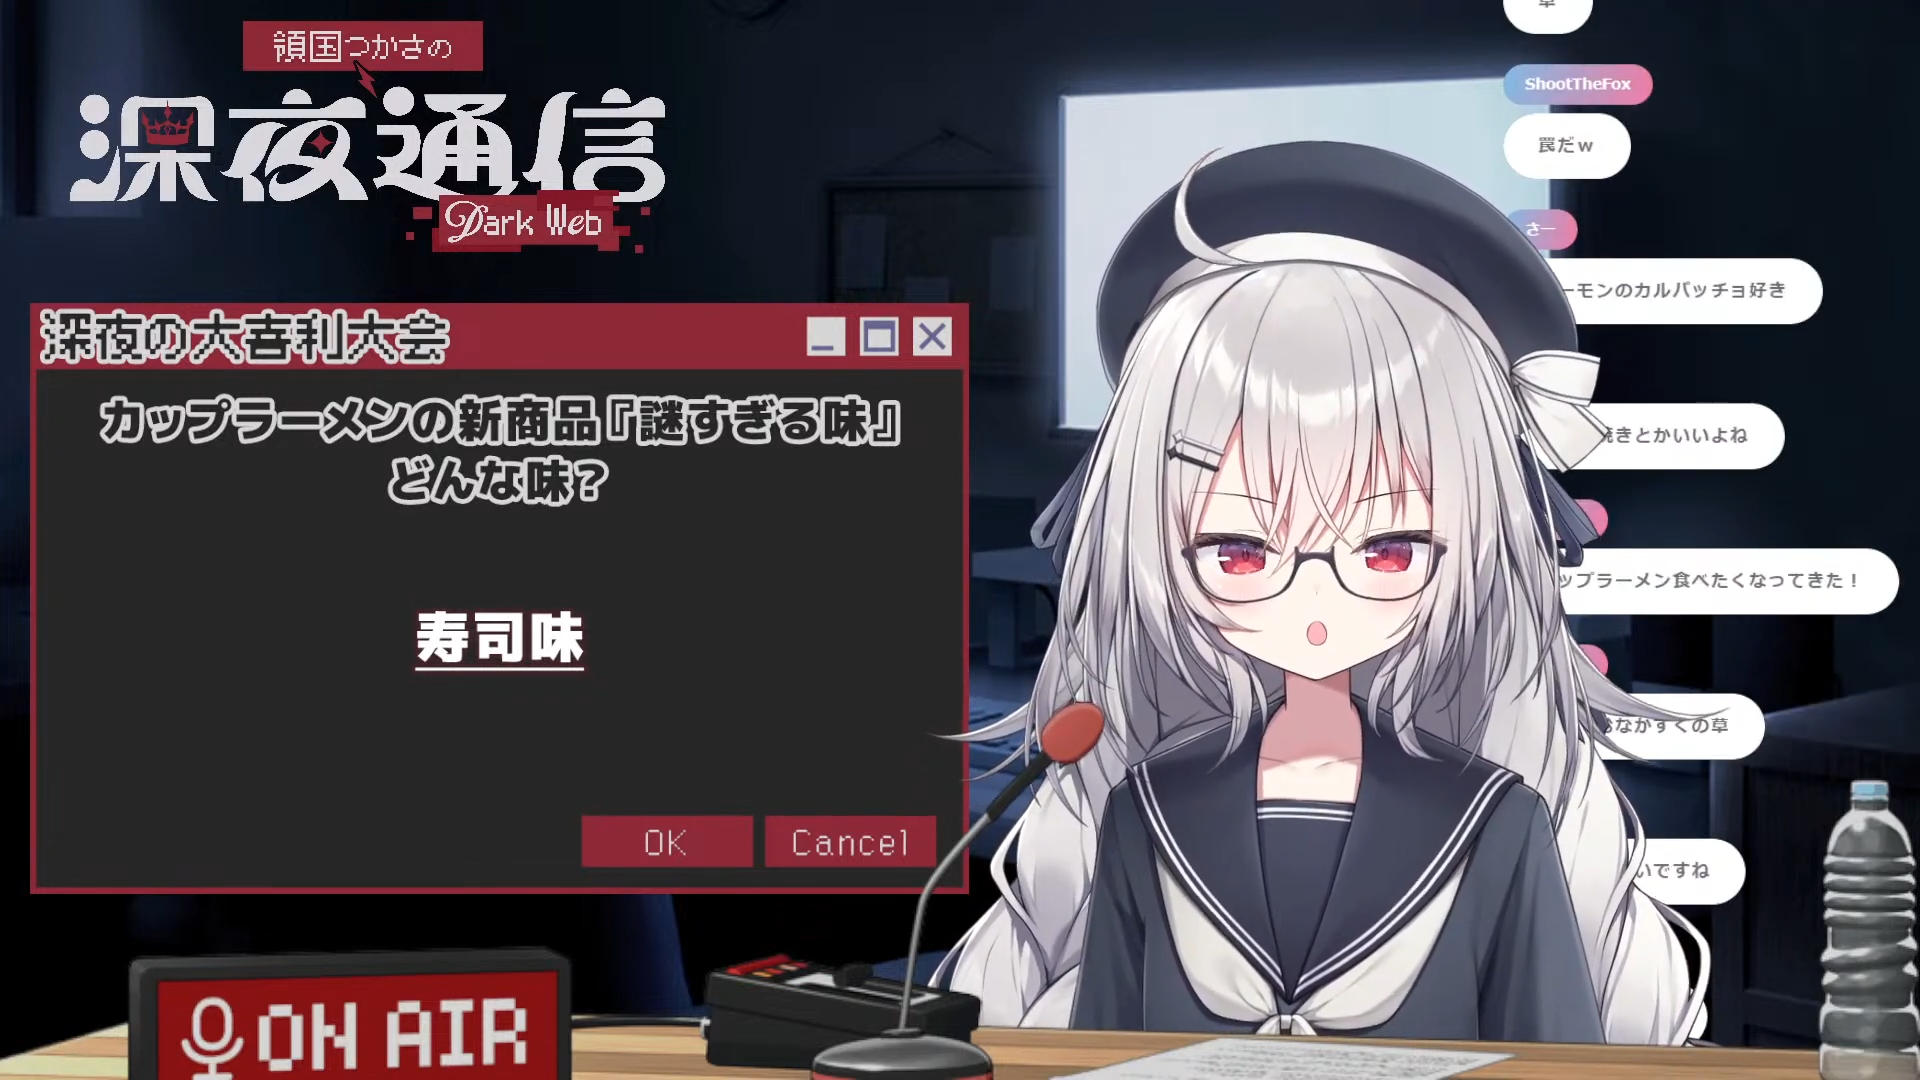 領国つかさの
深夜通信
Dark Web
深夜の大喜利大会
カップラーメンの新商品『謎すぎる味』
どんな味?
寿司味
OK
Cancel
ON AIR
草
ShootTheFox
罠だw
さー
ーモンのカルパッチョ好き
きとかいいよね
ップラーメン食べたくなってきた!
なかすくの草
いですね